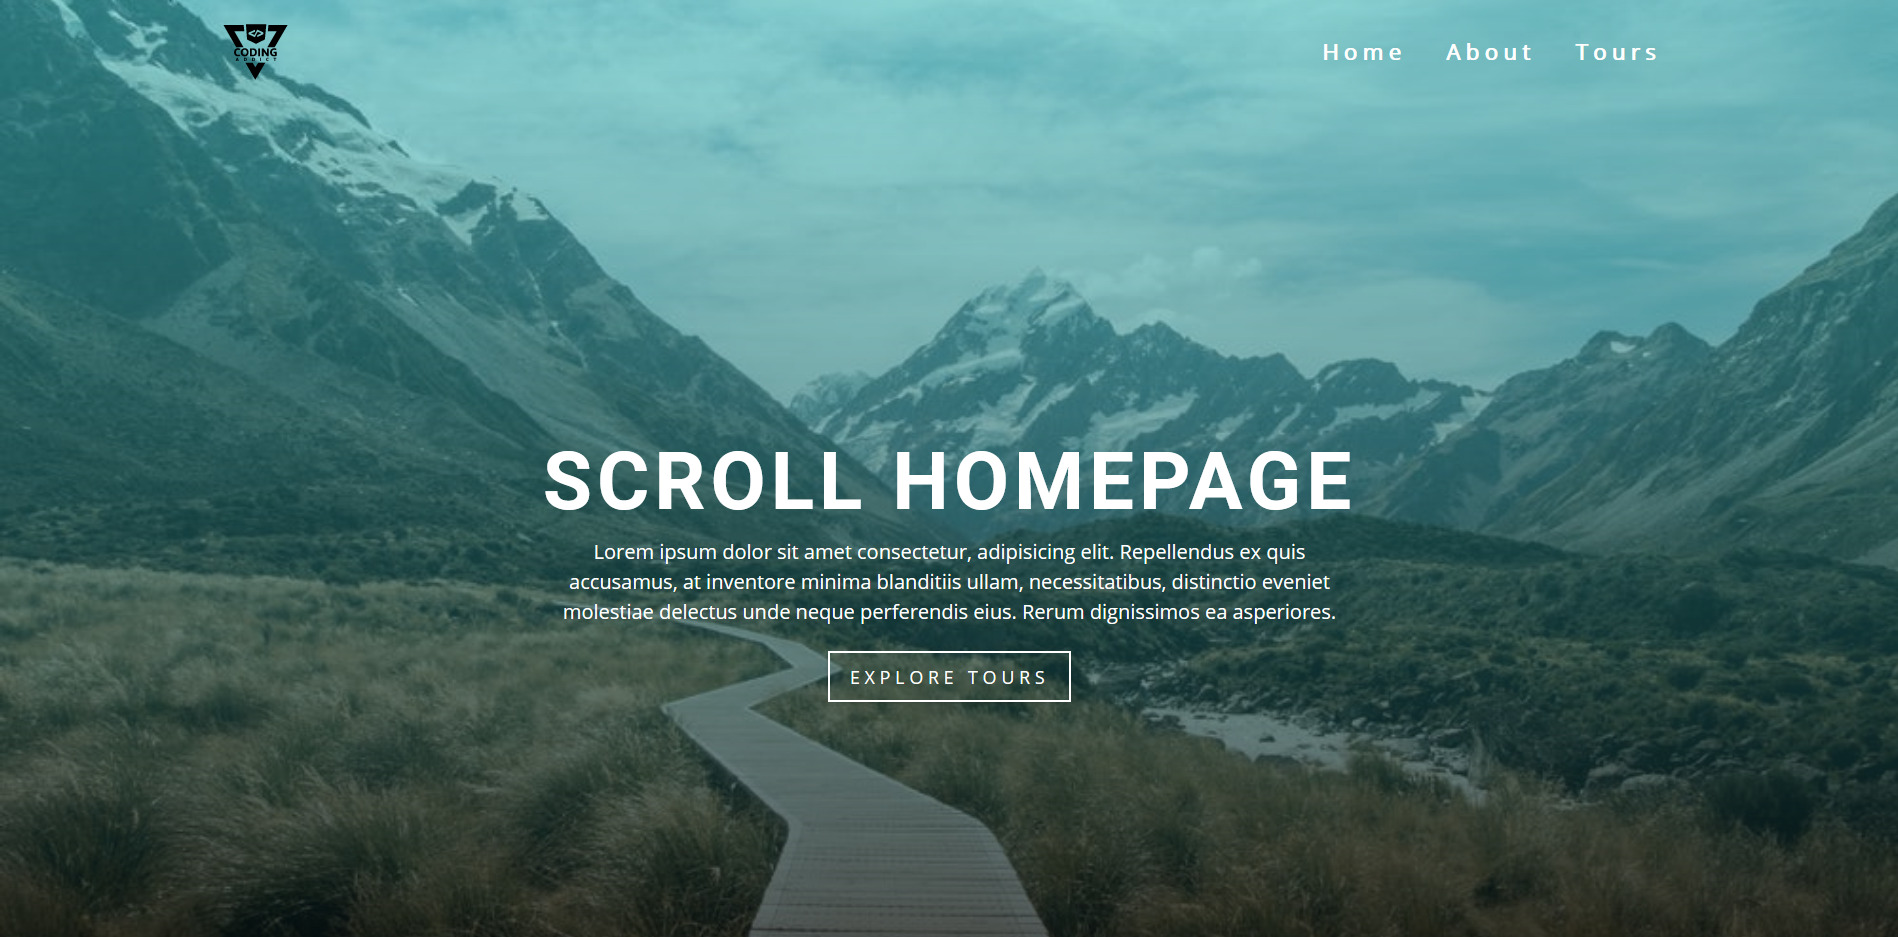 </>
CODING
ADDICT
Home About Tours
SCROLL HOMEPAGE
Lorem ipsum dolor sit amet consectetur, adipisicing elit. Repellendus ex quis
accusamus, at inventore minima blanditiis ullam, necessitatibus, distinctio eveniet
molestiae delectus unde neque perferendis eius. Rerum dignissimos ea asperiores.
EXPLORE TOURS